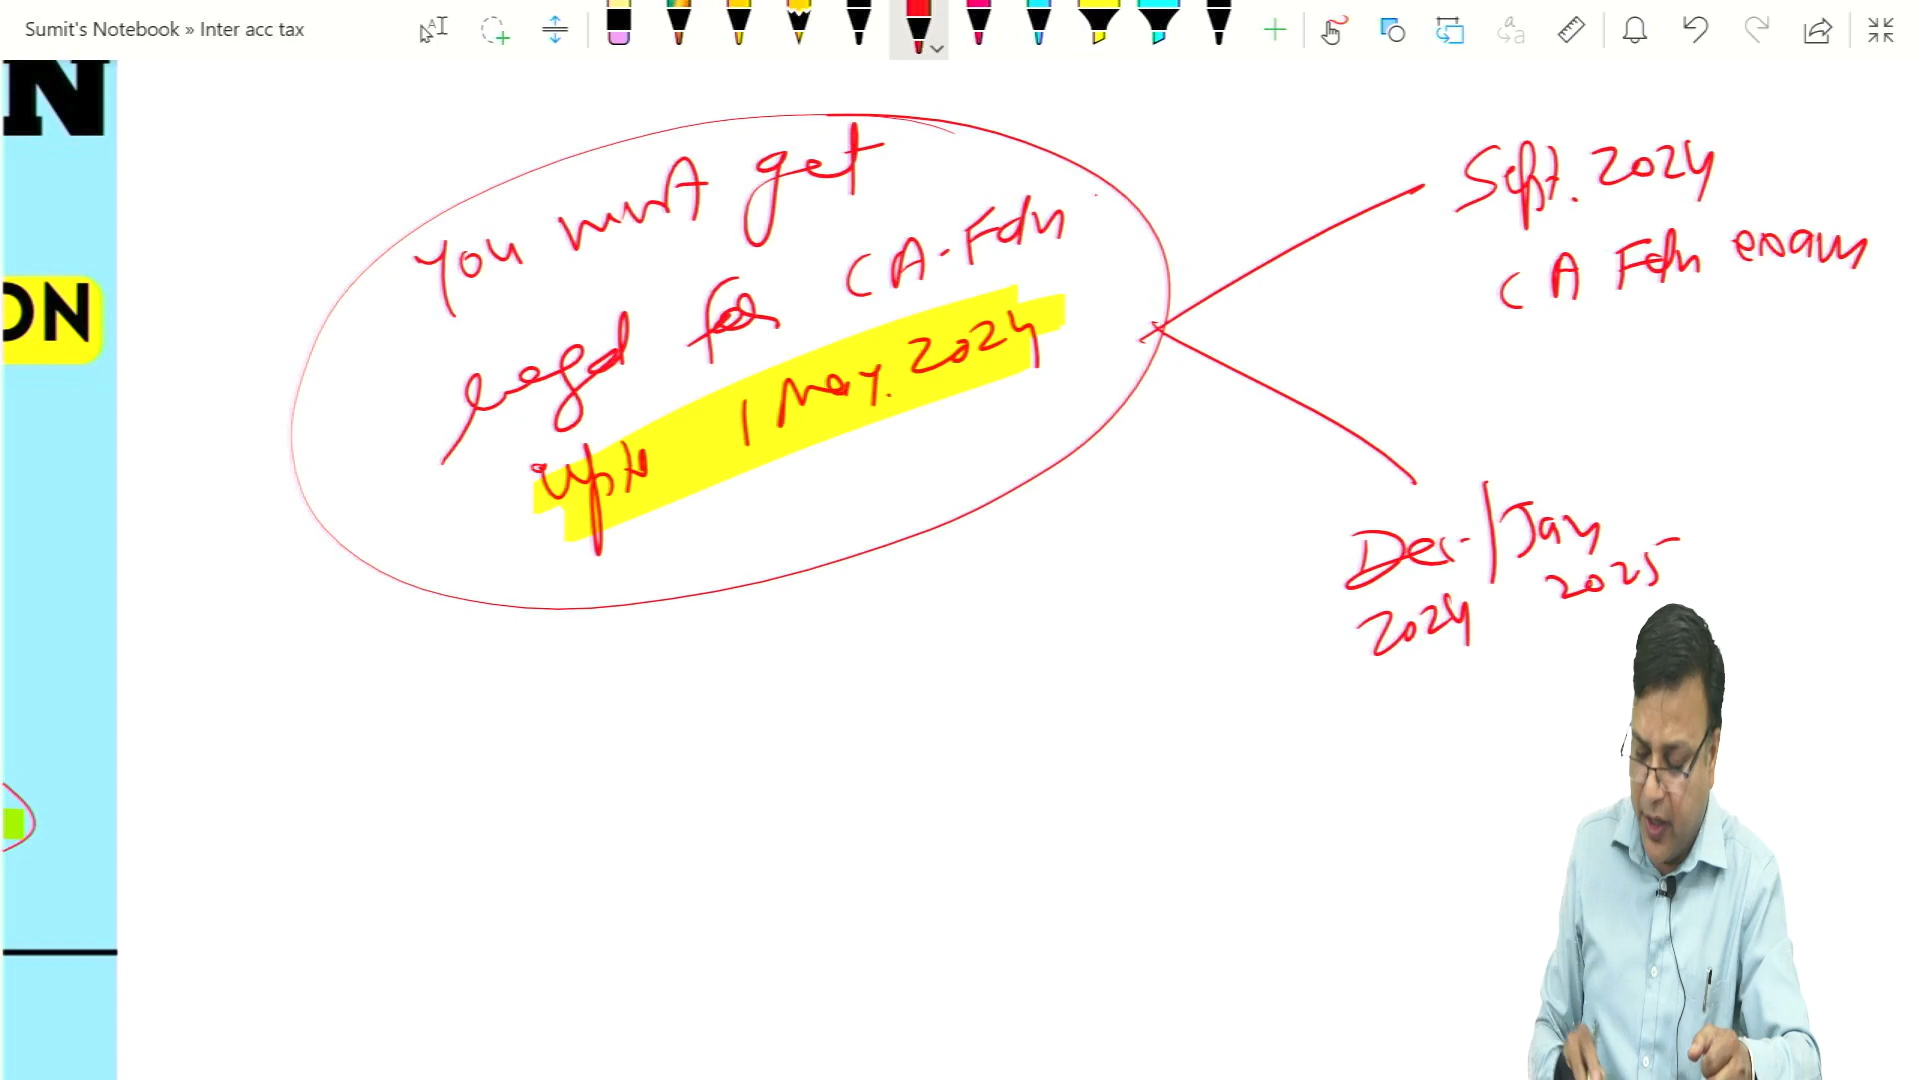 Sumit's Notebook » Inter acc tax
N
ON
You must get
regd for CA-Fdn
upto 1 May. 2024
Sept. 2024
CA Fdn exam
Dec- / Jan
2024 2025